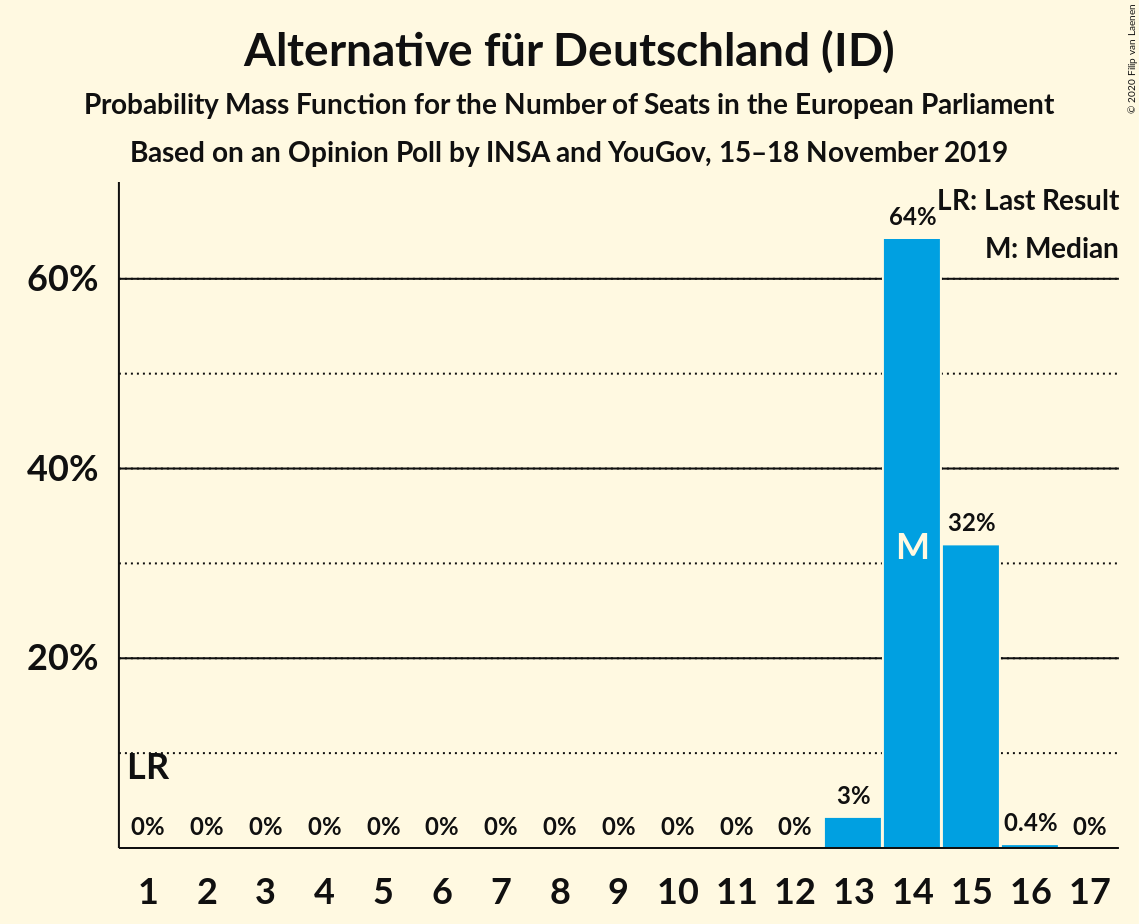 Alternative für Deutschland (ID)
Probability Mass Function for the Number of Seats in the European Parliament
Based on an Opinion Poll by INSA and YouGov, 15–18 November 2019
© 2020 Filip van Laenen
LR: Last Result
M: Median
64%
60%
40%
32%
M
20%
LR
3%
0% 0% 0% 0% 0% 0% 0% 0% 0% 0% 0% 0% 0.4% 0%
1 2 3 4 5 6 7 8 9 10 11 12 13 14 15 16 17